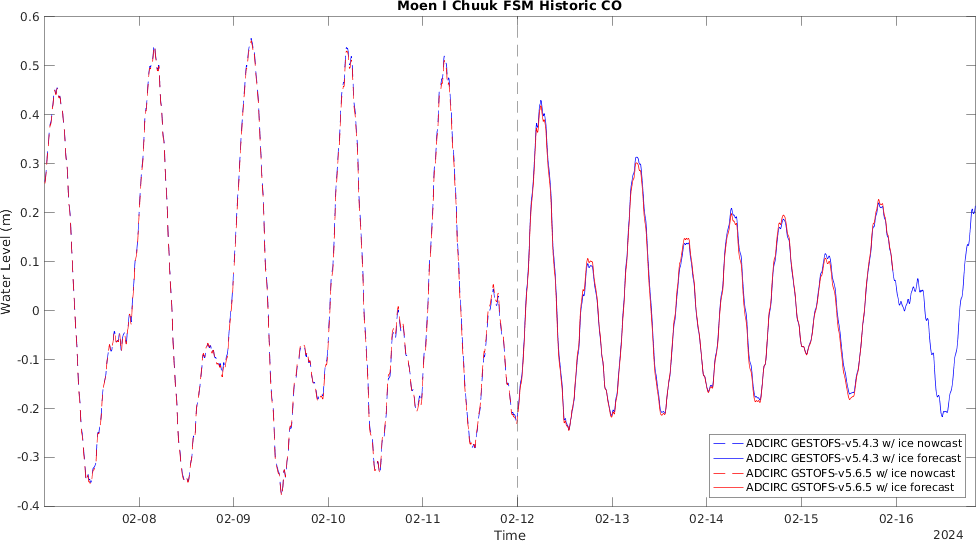 Moen I Chuuk FSM Historic CO
0.6
0.5
0.4
0.3
0.2
0.1
0
-0.1
-0.2
-0.3
-0.4
Water Level (m)
ADCIRC GESTOFS-v5.4.3 w/ ice nowcast
ADCIRC GESTOFS-v5.4.3 w/ ice forecast
ADCIRC GSTOFS-v5.6.5 w/ ice nowcast
ADCIRC GSTOFS-v5.6.5 w/ ice forecast
02-08 02-09 02-10 02-11 02-12 02-13 02-14 02-15 02-16
Time
2024